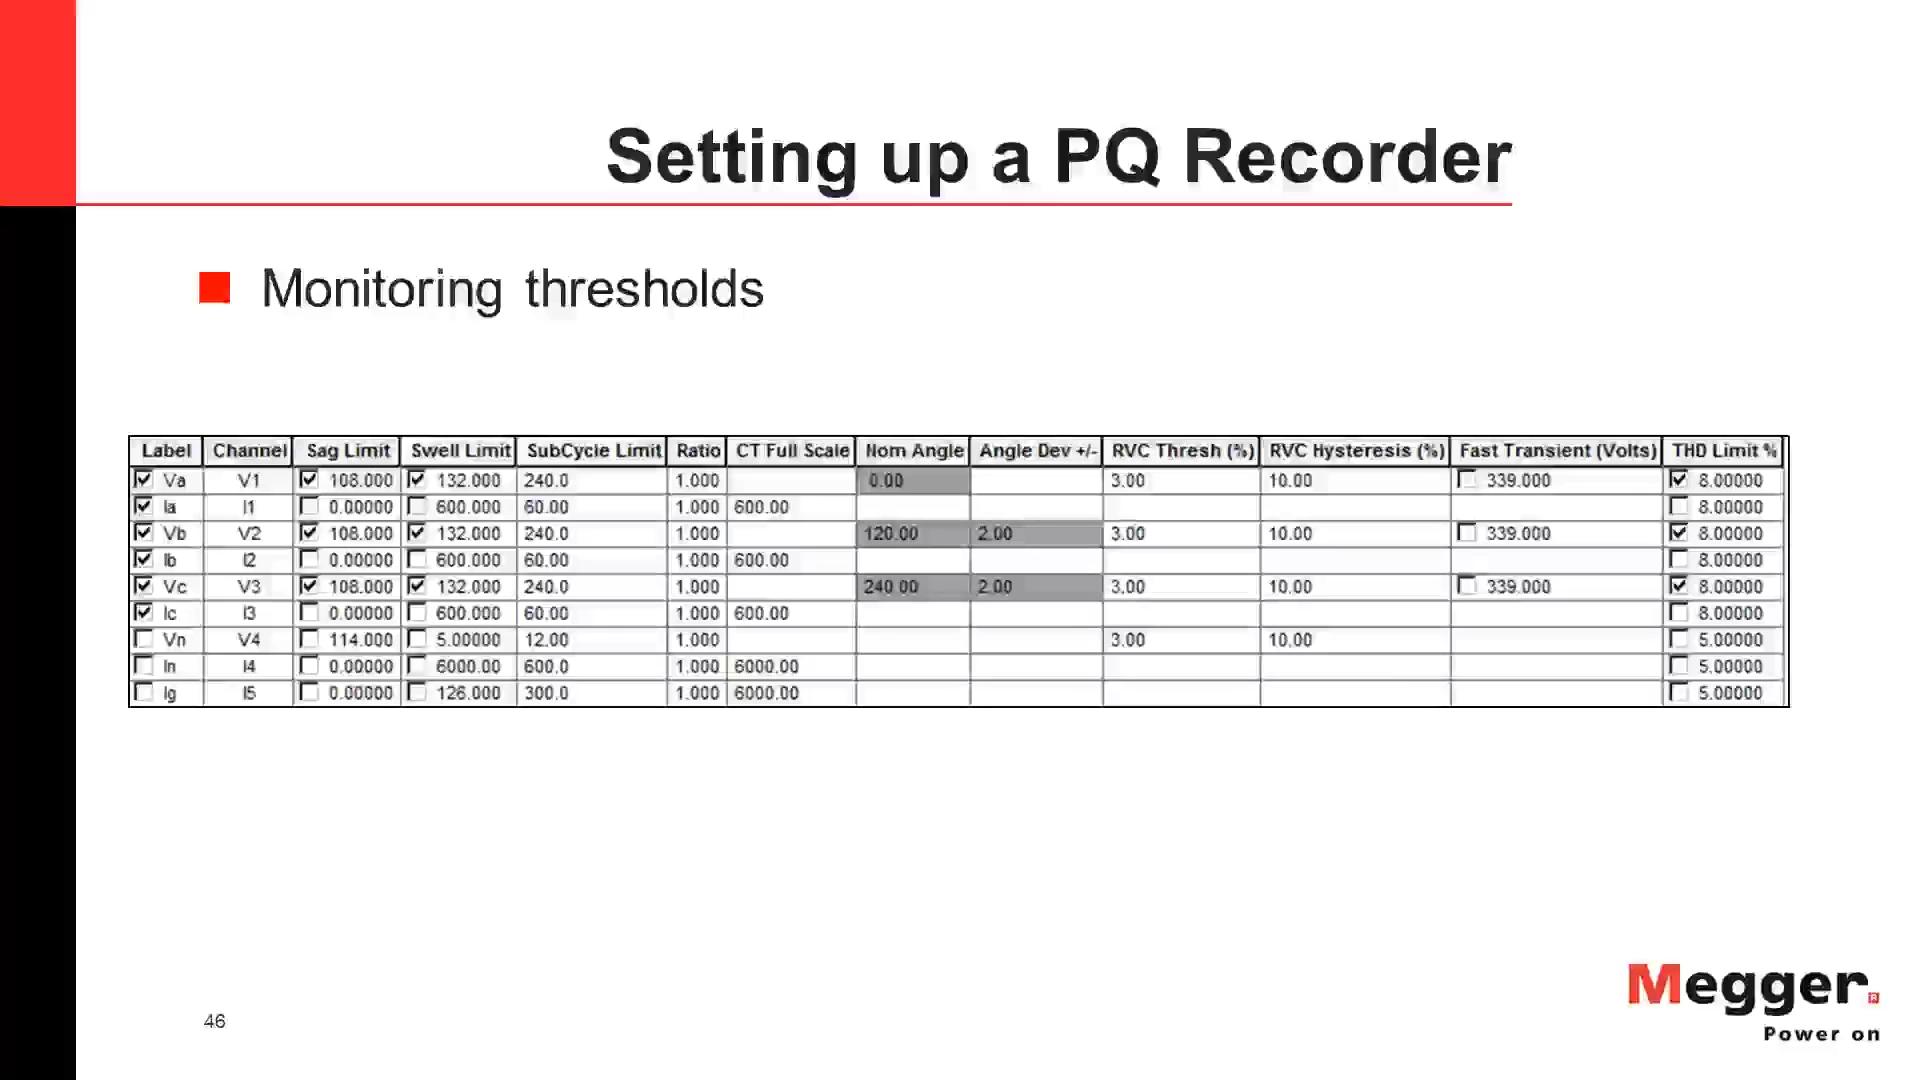 Setting up a PQ Recorder
Monitoring thresholds
Label Channel Sag Limit Swell Limit SubCycle Limit Ratio CT Full Scale Nom Angle Angle Dev +/- RVC Thresh (%) RVC Hysteresis (%) Fast Transient (Volts) THD Limit %
Va V1 108.000 132.000 240.0 1.000 0.00 3.00 10.00 339.000 8.00000
Ia I1 0.00000 600.000 60.00 1.000 600.00 8.00000
Vb V2 108.000 132.000 240.0 1.000 120.00 2.00 3.00 10.00 339.000 8.00000
Ib I2 0.00000 600.000 60.00 1.000 600.00 8.00000
Vc V3 108.000 132.000 240.0 1.000 240.00 2.00 3.00 10.00 339.000 8.00000
Ic I3 0.00000 600.000 60.00 1.000 600.00 8.00000
Vn V4 114.000 5.00000 12.00 1.000 3.00 10.00 5.00000
In I4 0.00000 6000.00 600.0 1.000 6000.00 5.00000
Ig I5 0.00000 126.000 300.0 1.000 6000.00 5.00000
Megger®
Power on
46